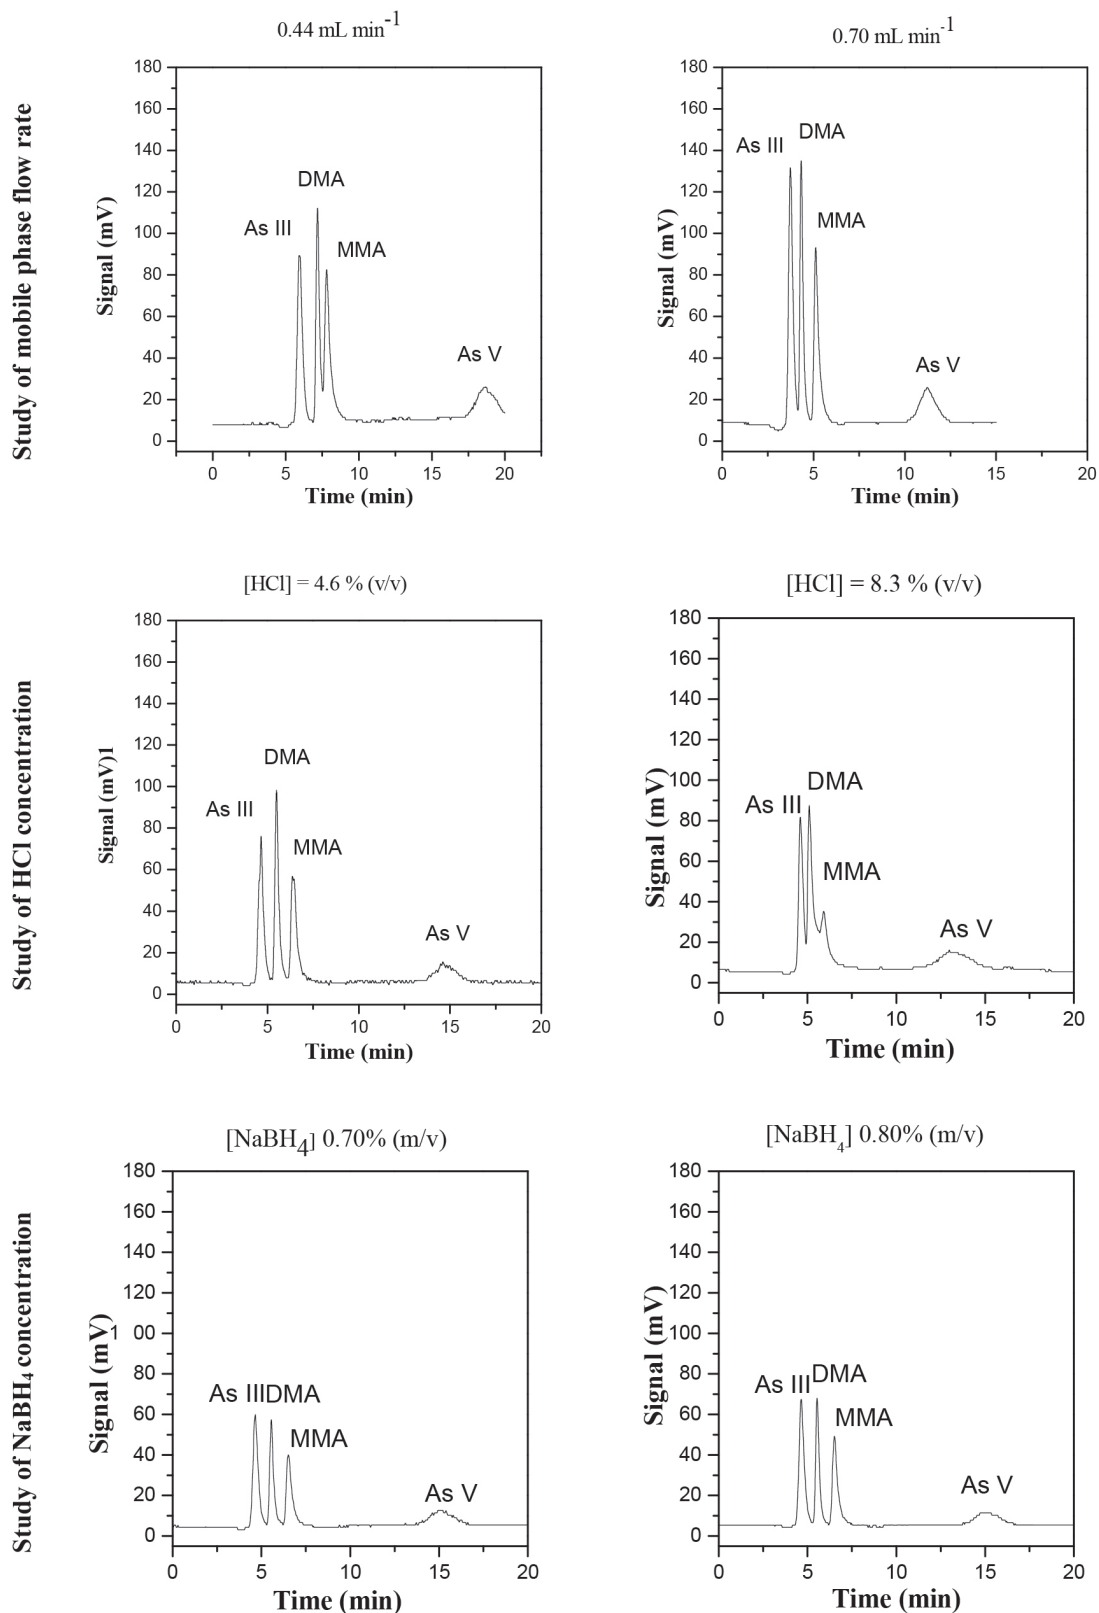 Study of mobile phase flow rate
0.44 mL min-1
180
160
140
120
100
80
60
40
20
0
Signal (mV)
As III
DMA
MMA
As V
0 5 10 15 20
Time (min)
0.70 mL min-1
180
160
140
120
100
80
60
40
20
0
Signal (mV)
As III
DMA
MMA
As V
0 5 10 15 20
Time (min)
Study of HCl concentration
[HCl] = 4.6 % (v/v)
180
160
140
120
100
80
60
40
20
0
Signal (mV)1
As III
DMA
MMA
As V
0 5 10 15 20
Time (min)
[HCl] = 8.3 % (v/v)
180
160
140
120
100
80
60
40
20
0
Signal (mV)
As III
DMA
MMA
As V
0 5 10 15 20
Time (min)
Study of NaBH4 concentration
[NaBH4] 0.70% (m/v)
180
160
140
120
1 00
80
60
40
20
0
Signal (mV)
As III DMA
MMA
As V
0 5 10 15 20
Time (min)
[NaBH4] 0.80% (m/v)
180
160
140
120
100
80
60
40
20
0
Signal (mV)
As III
DMA
MMA
As V
0 5 10 15 20
Time (min)